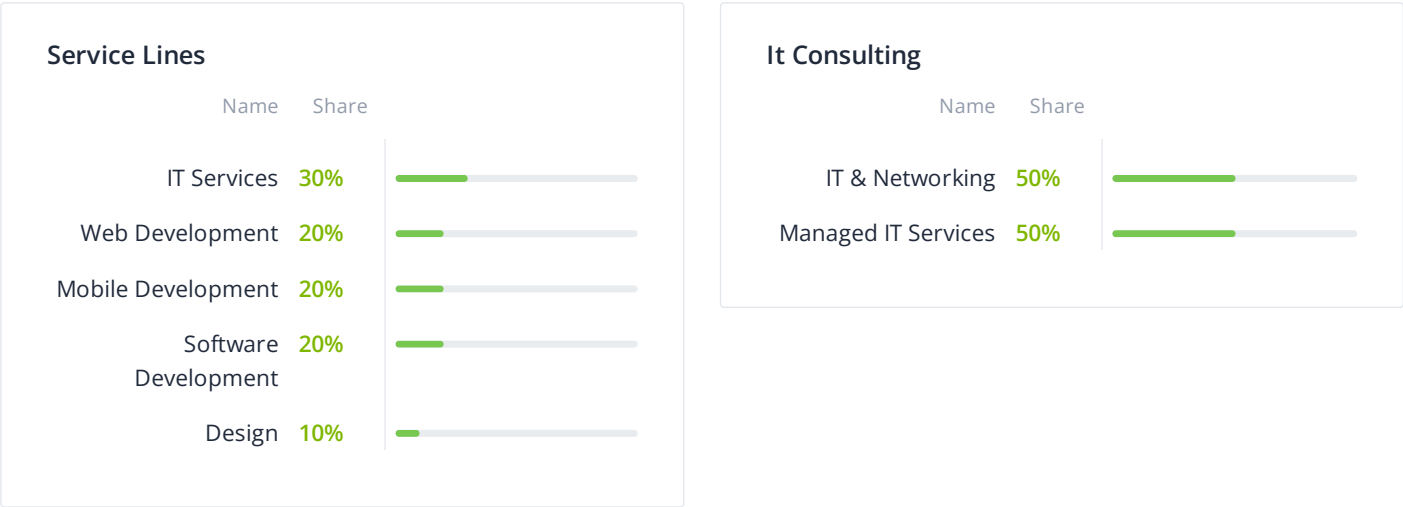 Service Lines
Name Share
IT Services 30%
Web Development 20%
Mobile Development 20%
Software 20%
Development
Design 10%
It Consulting
Name Share
IT & Networking 50%
Managed IT Services 50%